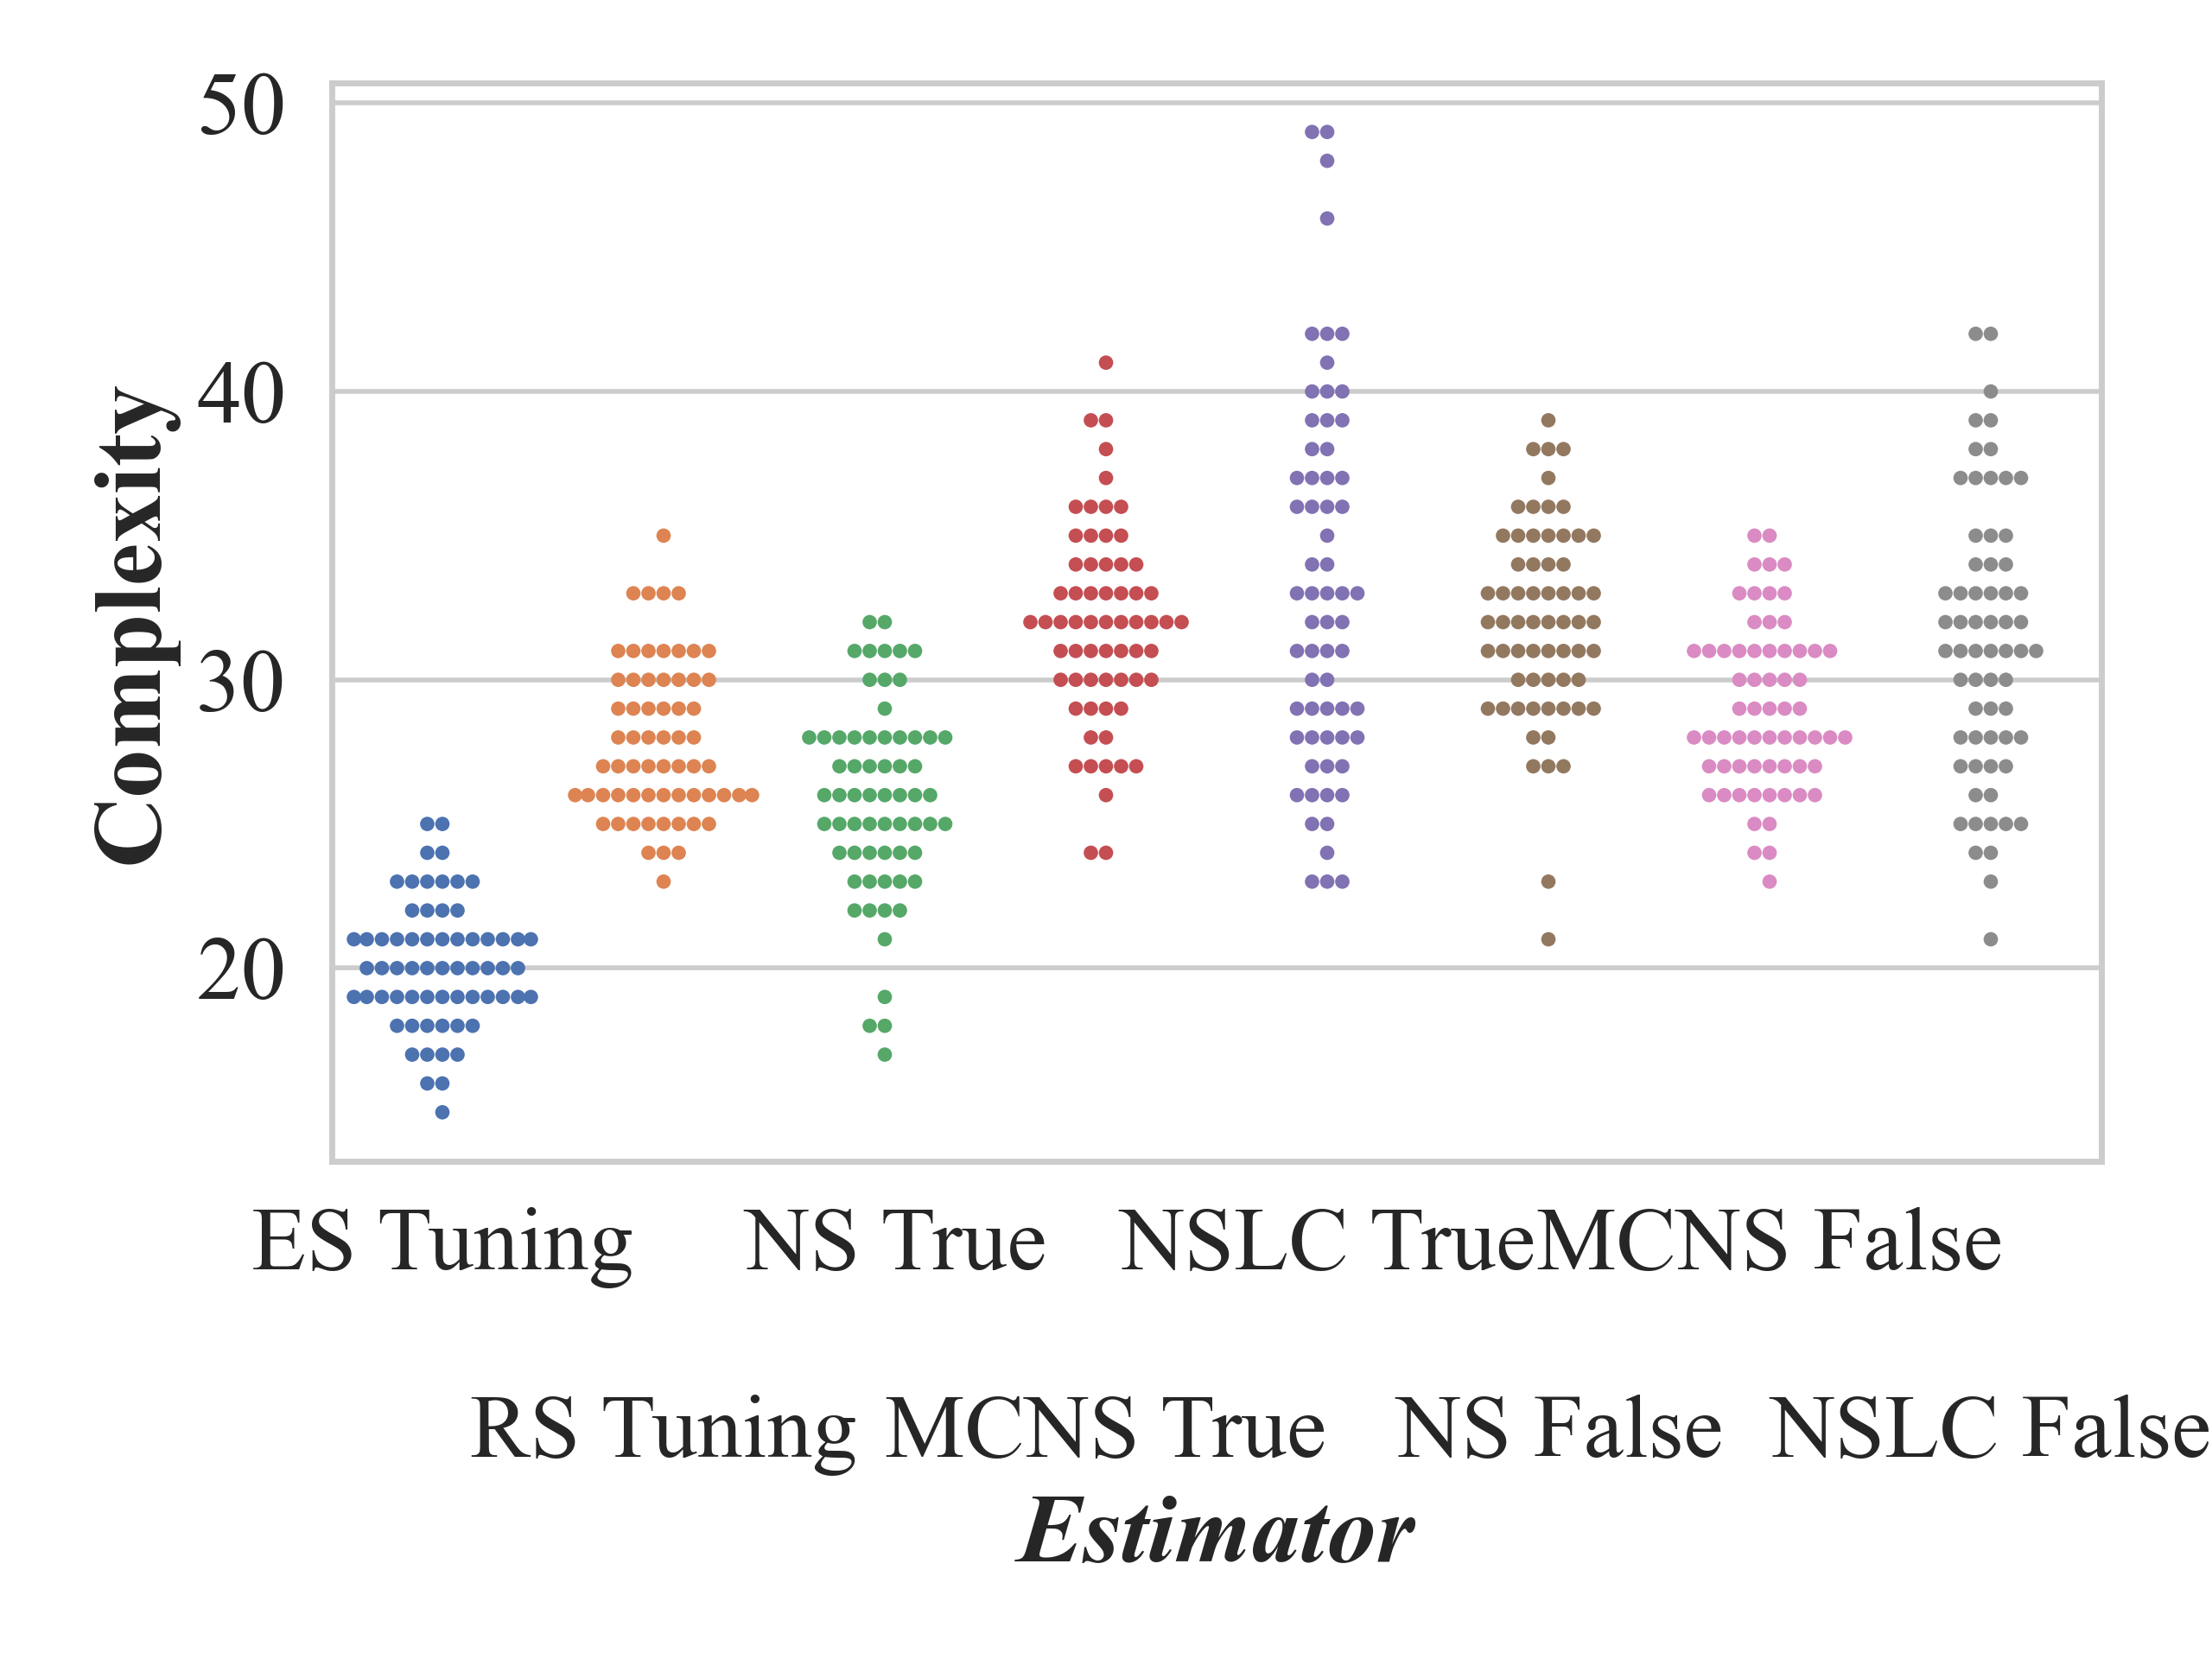 50
40
30
20
Complexity
ES Tuning NS True NSLC True MCNS False
RS Tuning MCNS True NS False NSLC False
Estimator